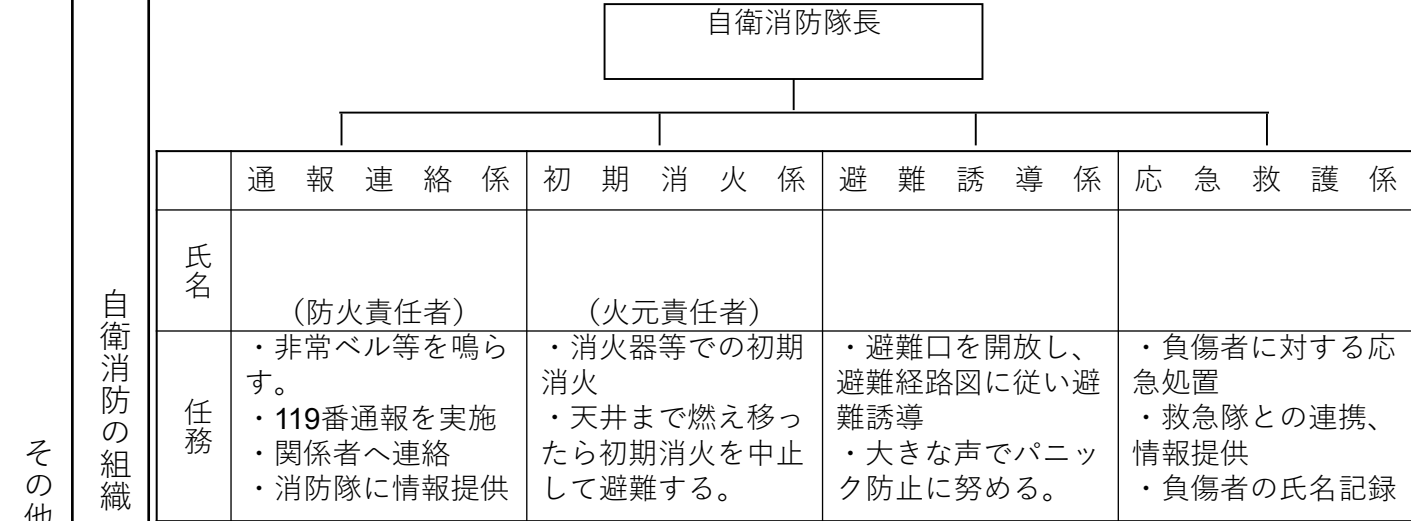 自衛消防隊長
通報連絡係
初期消火係
避難誘導係
応急救護係
氏名
(防火責任者)
(火元責任者)
任務
・非常ベル等を鳴ら
す。
・119番通報を実施
・関係者へ連絡
・消防隊に情報提供
・消火器等での初期
消火
・天井まで燃え移っ
たら初期消火を中止
して避難する。
・避難口を開放し、
避難経路図に従い避
難誘導
・大きな声でパニッ
ク防止に努める。
・負傷者に対する応
急処置
・救急隊との連携、
情報提供
・負傷者の氏名記録
自衛消防の組織
その他